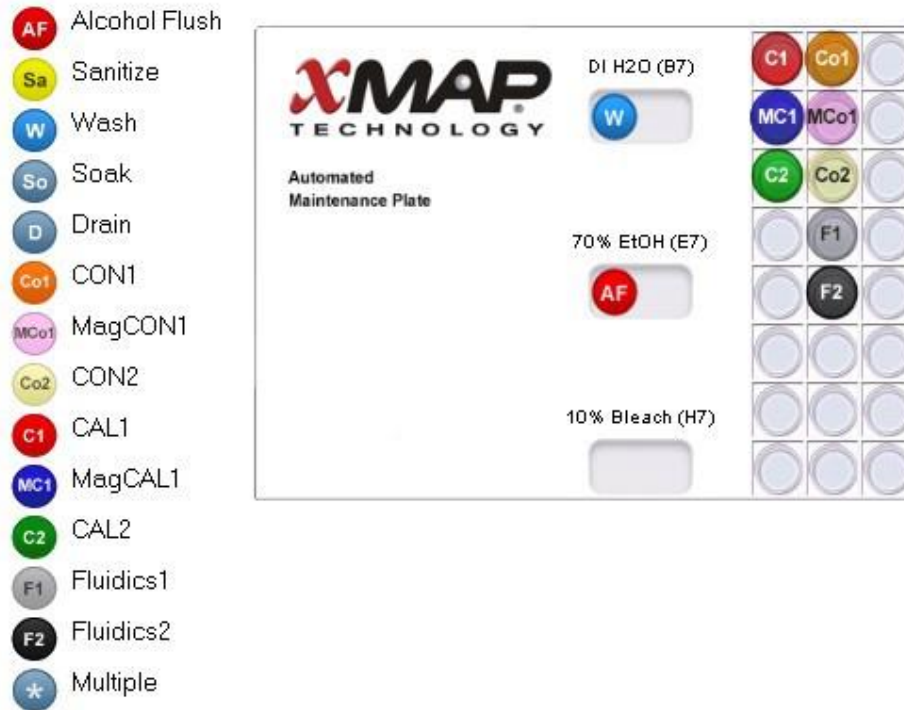 AF Alcohol Flush
Sa Sanitize
W Wash
So Soak
D Drain
Co1 CON1
MCo1 MagCON1
Co2 CON2
C1 CAL1
MC1 MagCAL1
C2 CAL2
F1 Fluidics1
F2 Fluidics2
* Multiple
xMAP®
TECHNOLOGY
Automated
Maintenance Plate
DI H2O (B7)
W
70% EtOH (E7)
AF
10% Bleach (H7)
C1 Co1
MC1 MCo1
C2 Co2
F1
F2